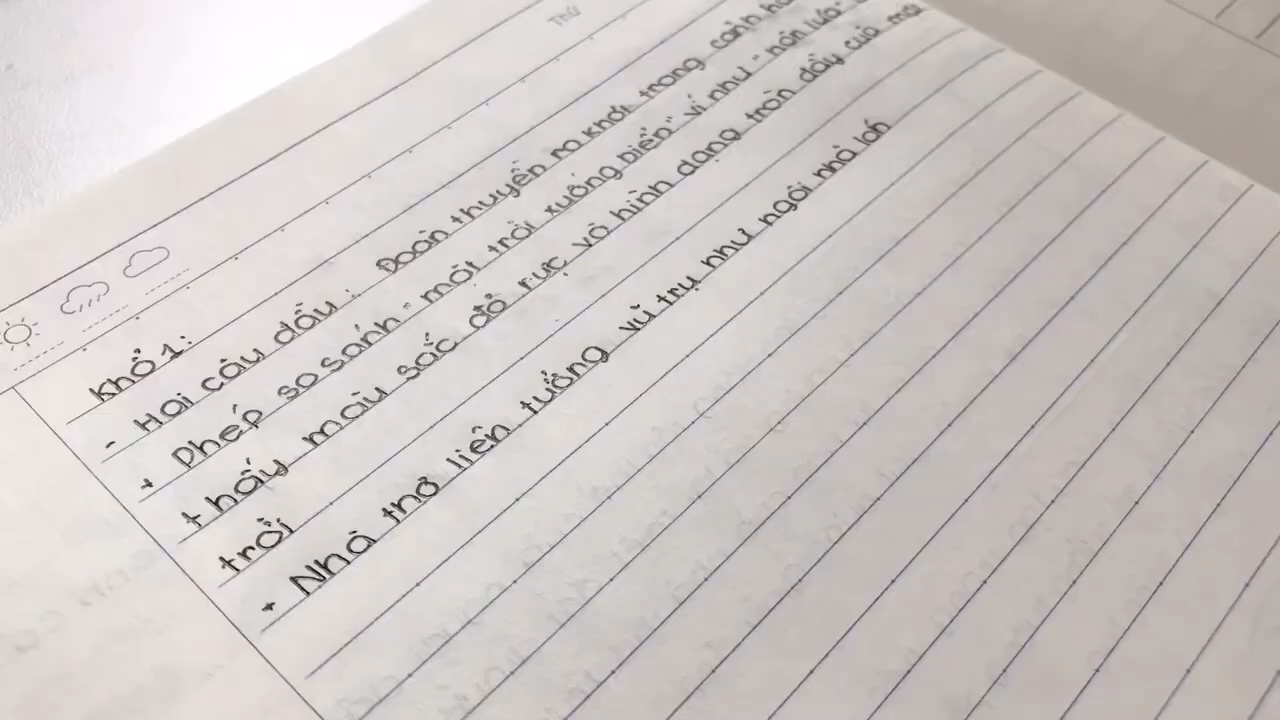 Thứ
Khổ 1:
- Hai câu đầu: Đoàn thuyền ra khơi trong cảnh
+ Phép so sánh "mặt trời xuống biển" ví như "hòn lửa"
thấy màu sắc đỏ rực và hình dạng tròn đầy của mặt
trời
+ Nhà thơ liên tưởng vũ trụ như ngôi nhà lớn